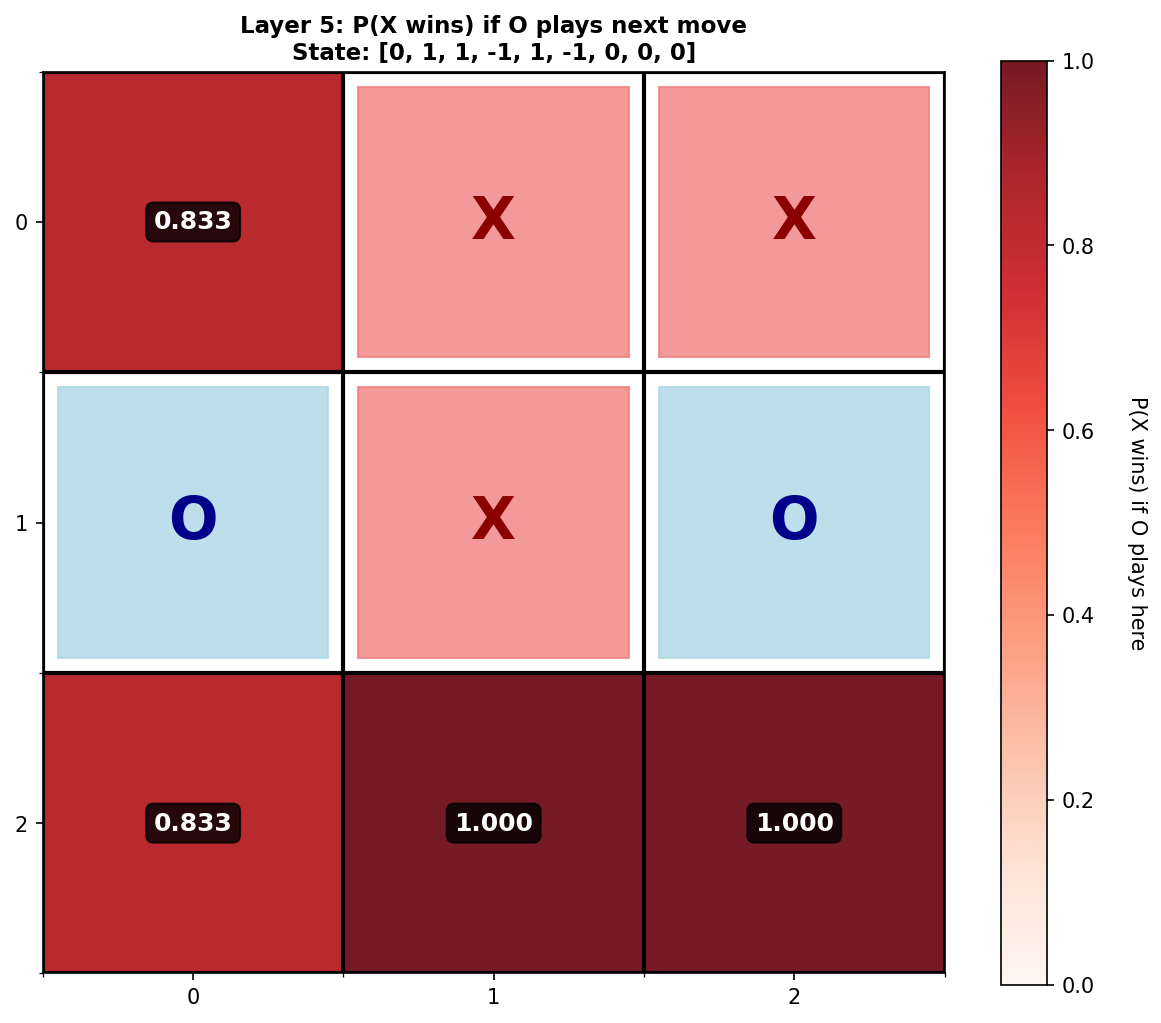 Layer 5: P(X wins) if O plays next move
State: [0, 1, 1, -1, 1, -1, 0, 0, 0]
0
0.833
X
X
1
O
X
O
2
0.833
1.000
1.000
0
1
2
1.0
0.8
0.6
0.4
0.2
0.0
P(X wins) if O plays here